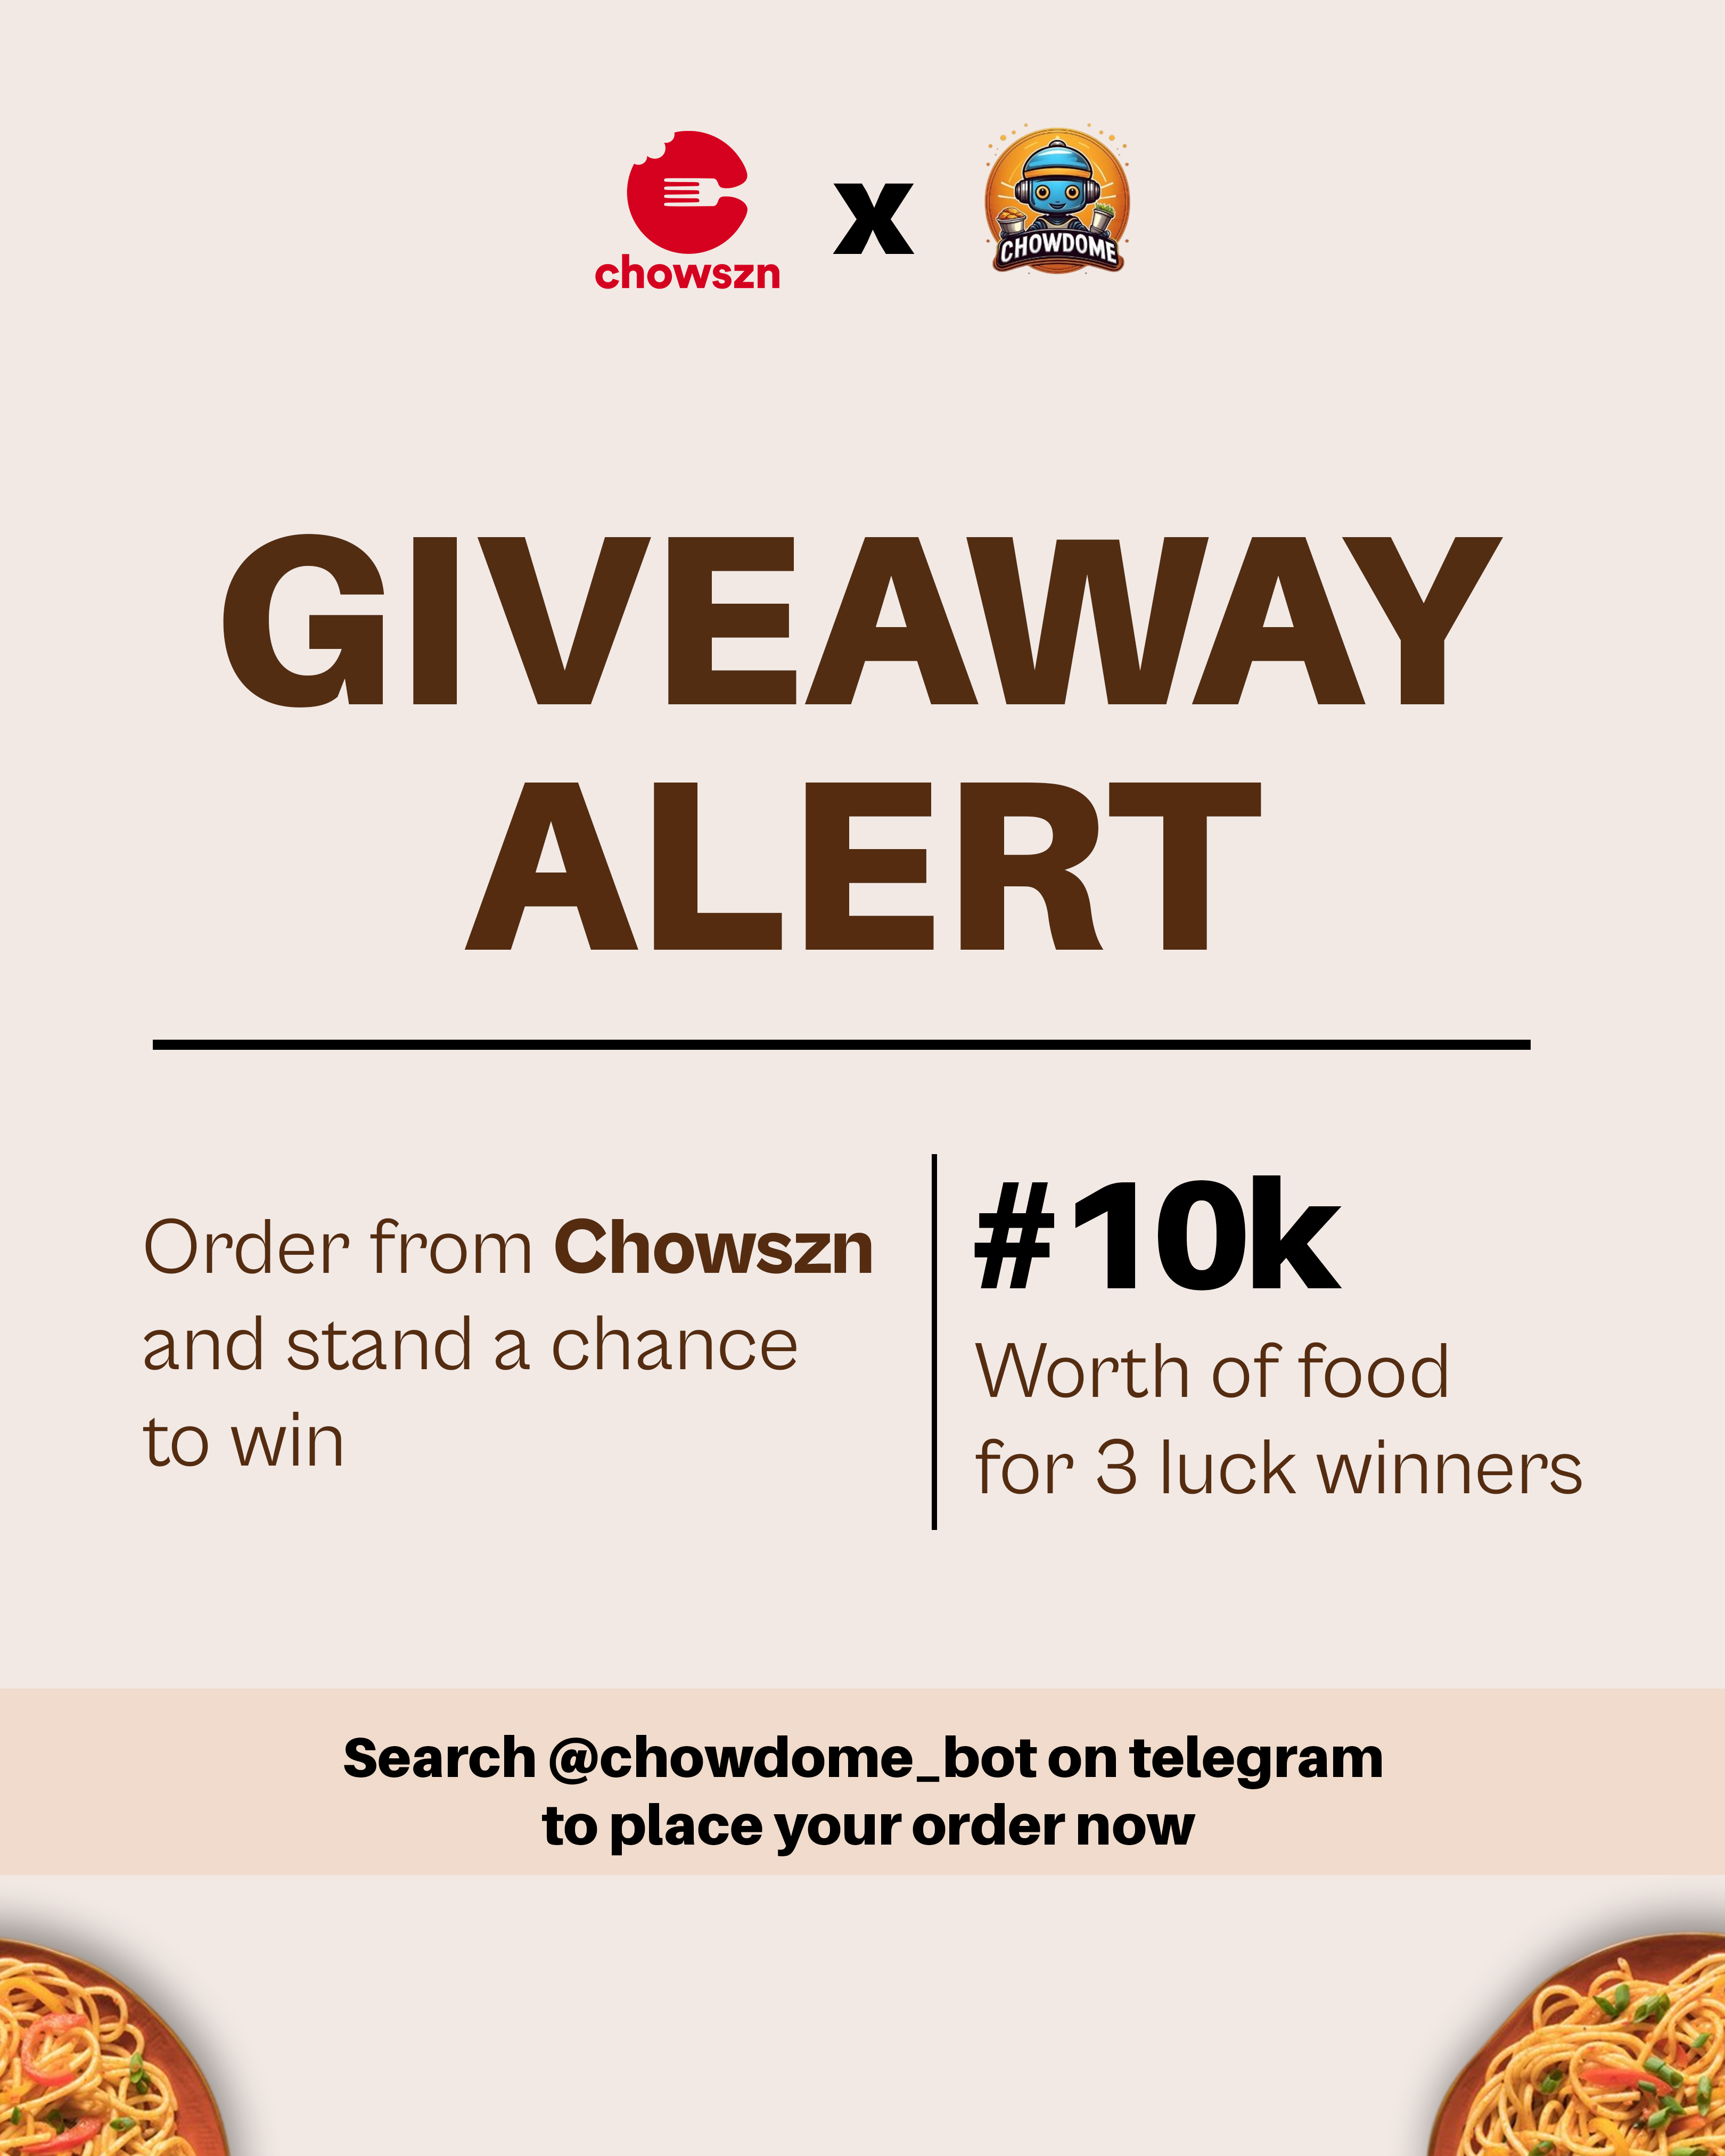 chowszn
x
CHOWDOME
GIVEAWAY
ALERT
Order from Chowszn
and stand a chance
to win
#10k
Worth of food
for 3 luck winners
Search @chowdome_bot on telegram
to place your order now